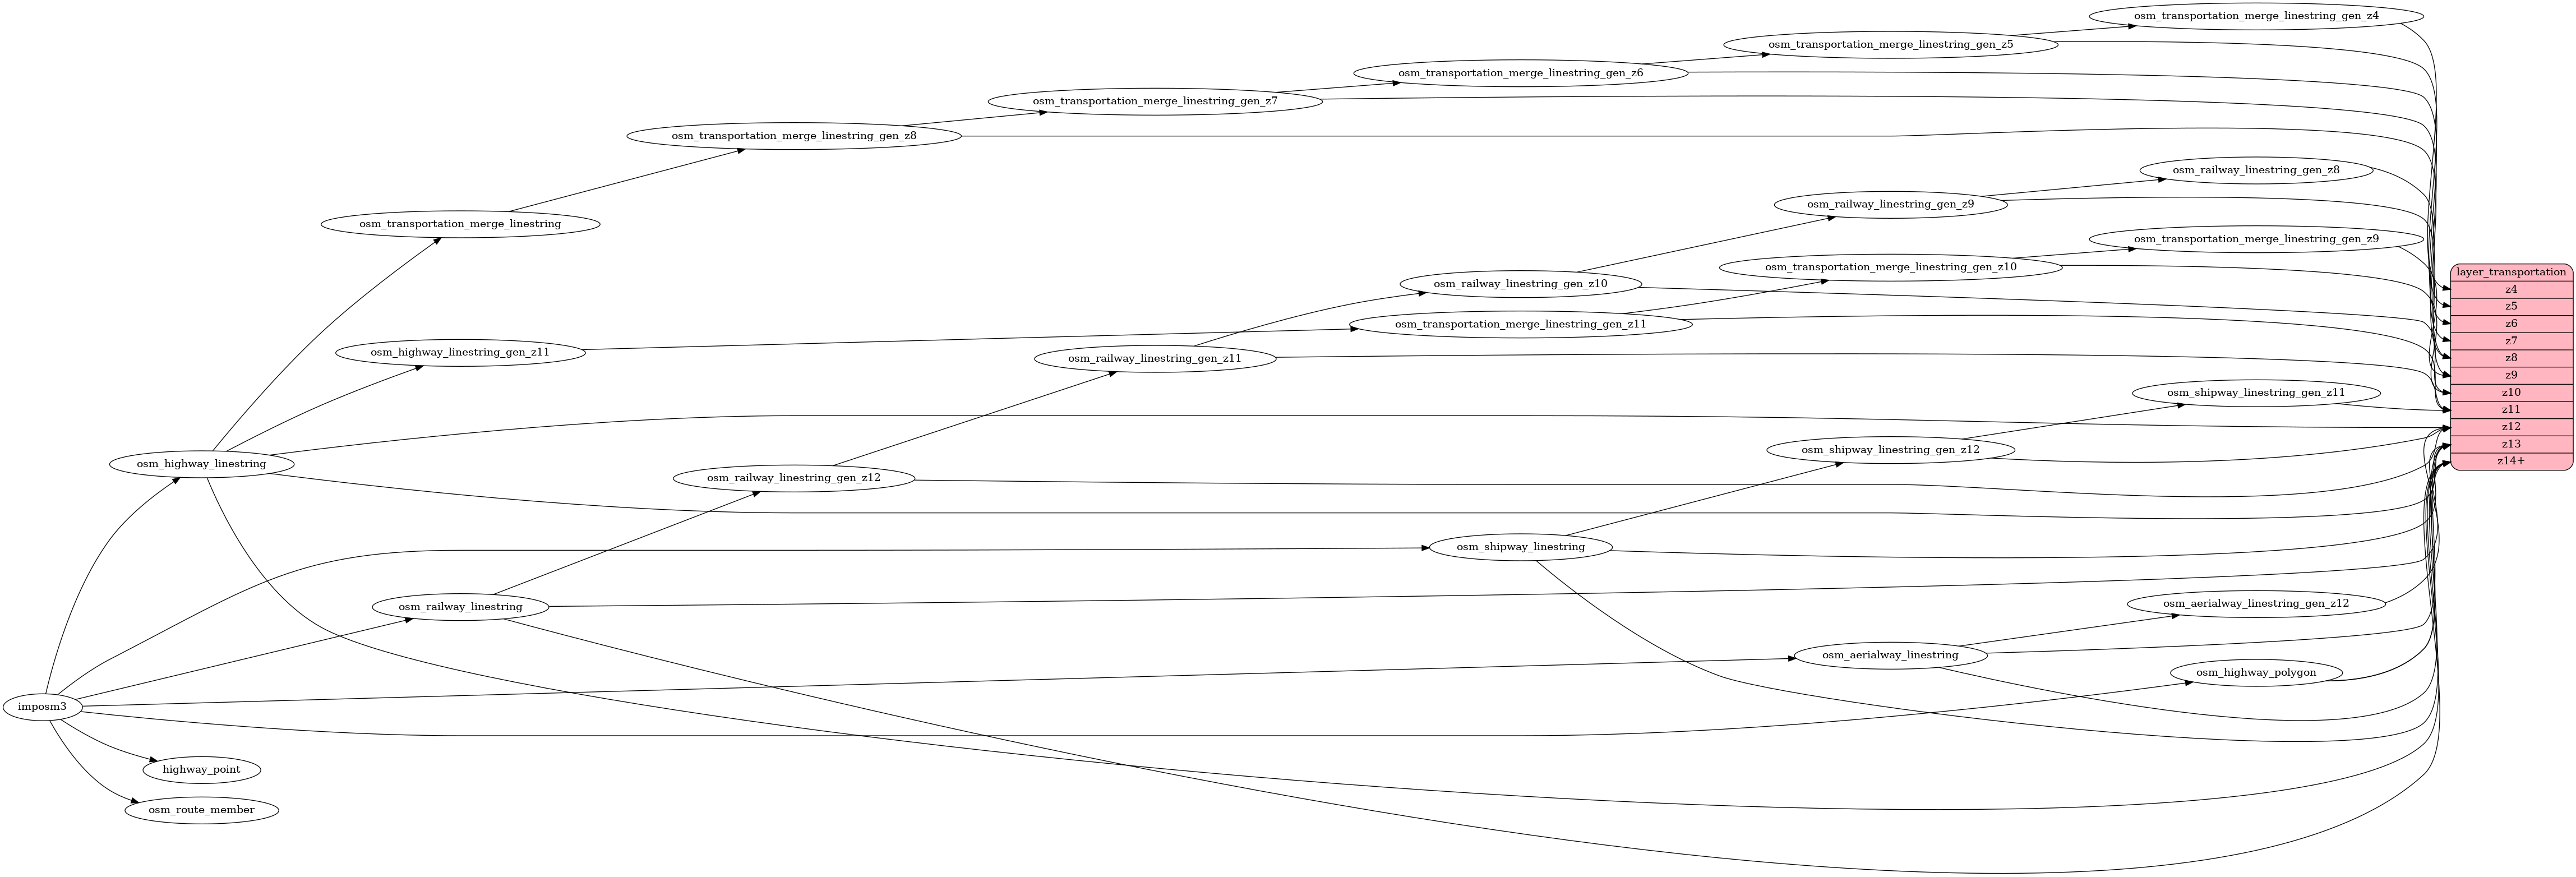 osm_transportation_merge_linestring_gen_z4
osm_transportation_merge_linestring_gen_z5
osm_transportation_merge_linestring_gen_z6
osm_transportation_merge_linestring_gen_z7
osm_transportation_merge_linestring_gen_z8
osm_railway_linestring_gen_z8
osm_railway_linestring_gen_z9
osm_transportation_merge_linestring
osm_transportation_merge_linestring_gen_z9
osm_transportation_merge_linestring_gen_z10
osm_railway_linestring_gen_z10
osm_transportation_merge_linestring_gen_z11
osm_highway_linestring_gen_z11
osm_railway_linestring_gen_z11
osm_shipway_linestring_gen_z11
osm_shipway_linestring_gen_z12
osm_highway_linestring
osm_railway_linestring_gen_z12
osm_shipway_linestring
osm_railway_linestring
osm_aerialway_linestring_gen_z12
osm_aerialway_linestring
osm_highway_polygon
imposm3
highway_point
osm_route_member
layer_transportation
z4
z5
z6
z7
z8
z9
z10
z11
z12
z13
z14+